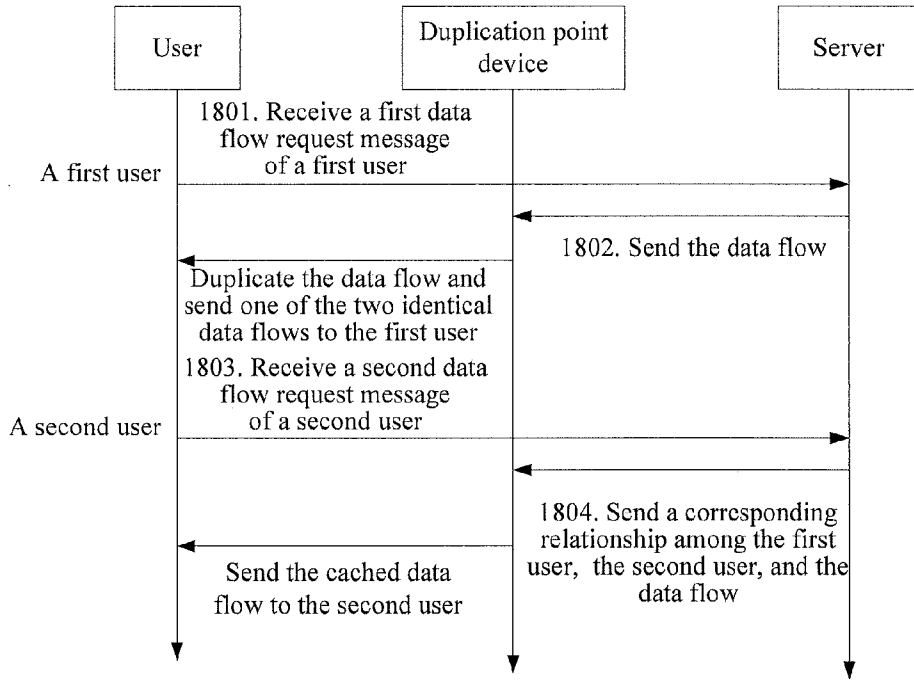 User
Duplication point
device
Server
1801. Receive a first data
flow request message
of a first user
A first user
1802. Send the data flow
Duplicate the data flow and
send one of the two identical
data flows to the first user
1803. Receive a second data
flow request message
of a second user
A second user
1804. Send a corresponding
relationship among the first
user, the second user, and the
data flow
Send the cached data
flow to the second user